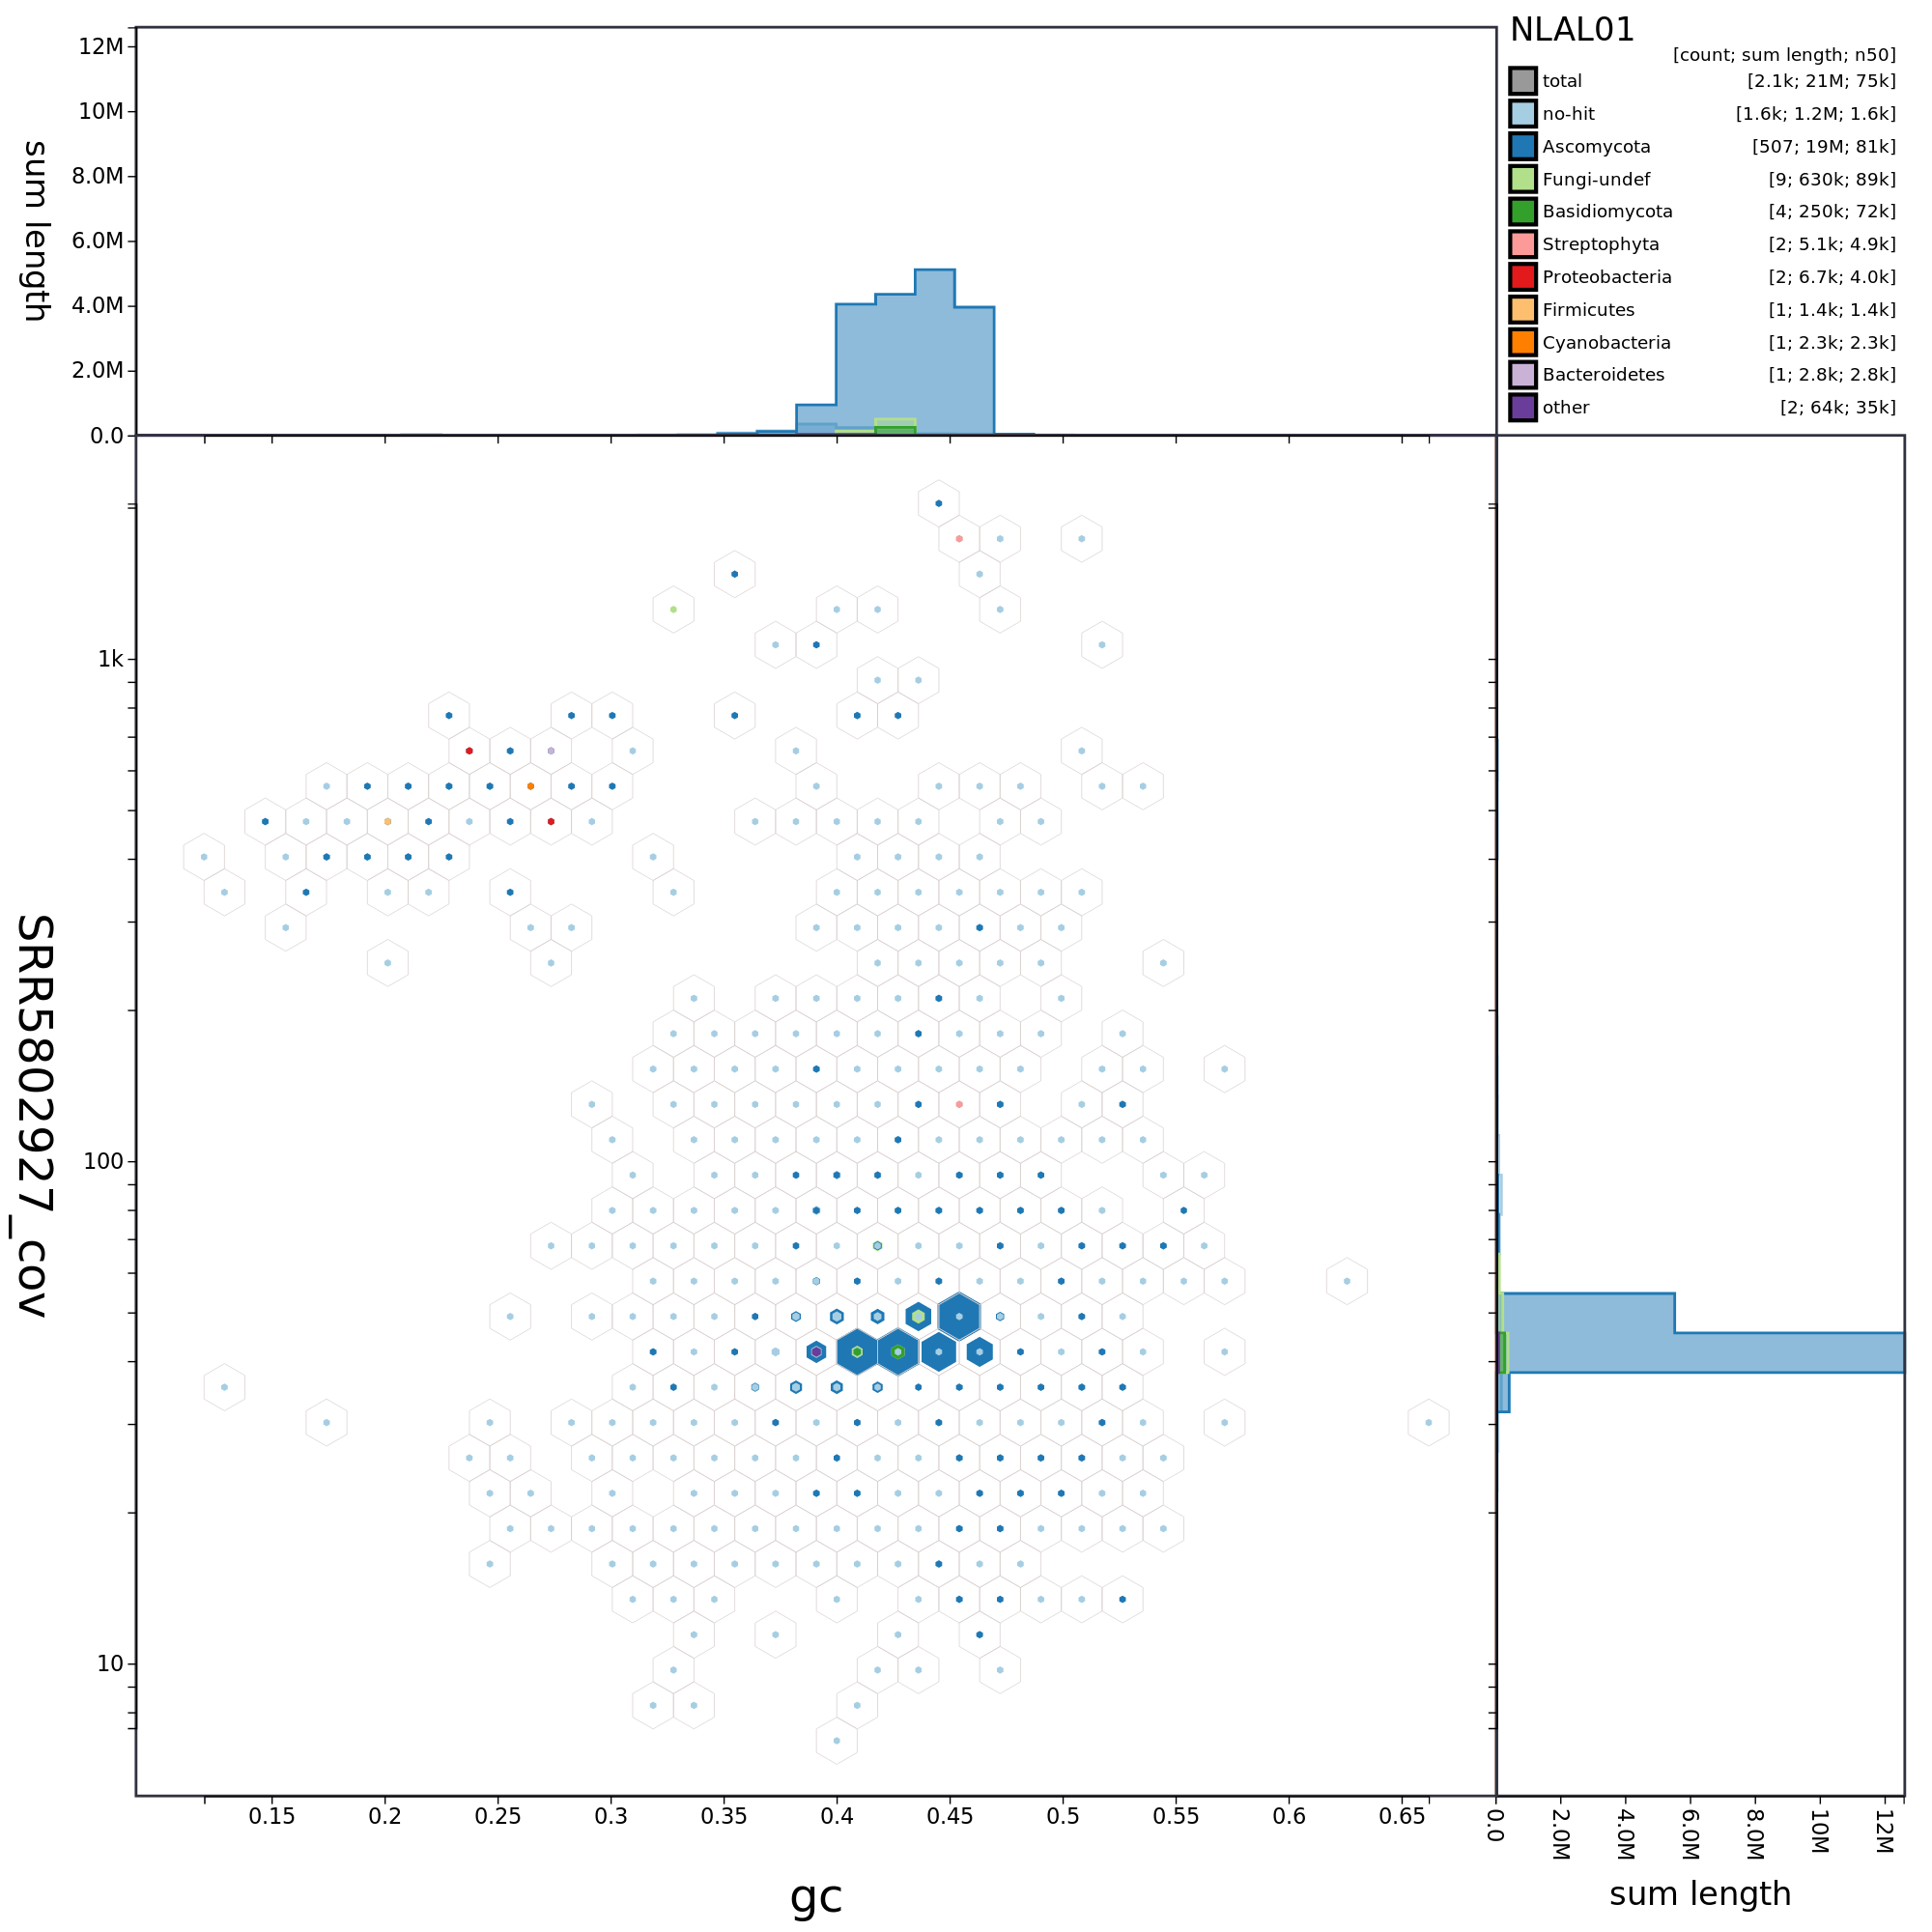 NLAL01
[count; sum length; n50]
total [2.1k; 21M; 75k]
no-hit [1.6k; 1.2M; 1.6k]
Ascomycota [507; 19M; 81k]
Fungi-undef [9; 630k; 89k]
Basidiomycota [4; 250k; 72k]
Streptophyta [2; 5.1k; 4.9k]
Proteobacteria [2; 6.7k; 4.0k]
Firmicutes [1; 1.4k; 1.4k]
Cyanobacteria [1; 2.3k; 2.3k]
Bacteroidetes [1; 2.8k; 2.8k]
other [2; 64k; 35k]
sum length
12M
10M
8.0M
6.0M
4.0M
2.0M
0.0
SRR5802927_cov
1k
100
10
0.15 0.2 0.25 0.3 0.35 0.4 0.45 0.5 0.55 0.6 0.65
gc
0.0 2.0M 4.0M 6.0M 8.0M 10M 12M
sum length